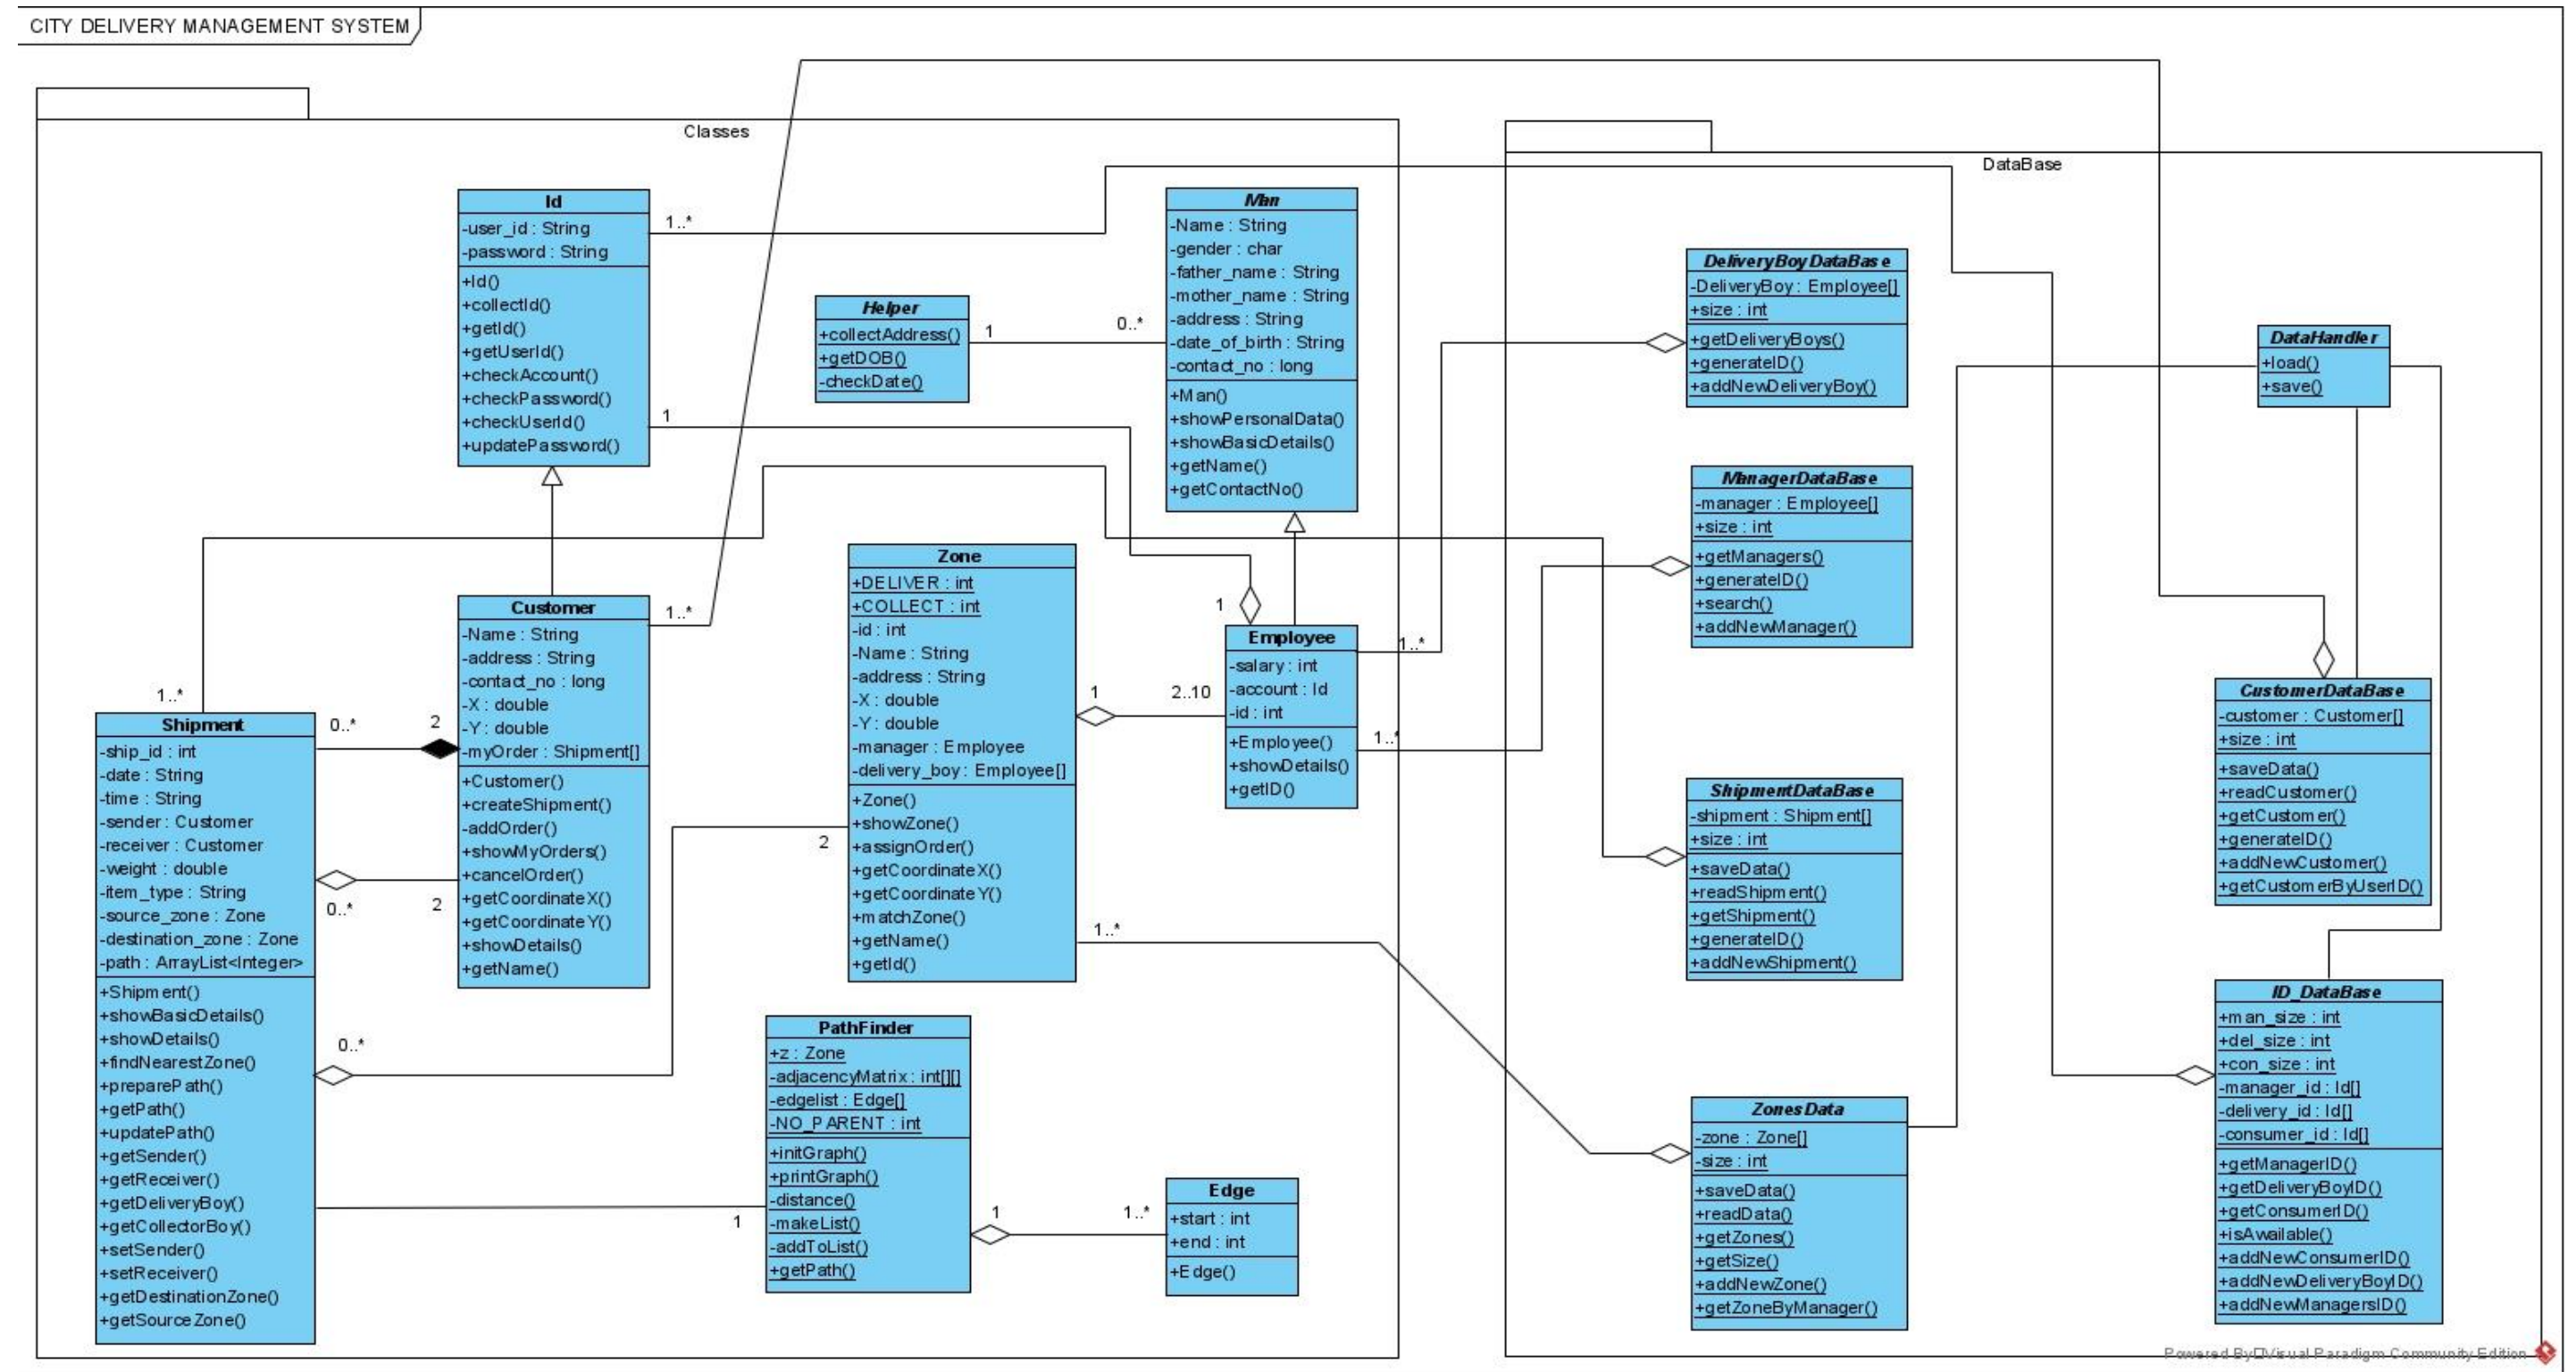 CITY DELIVERY MANAGEMENT SYSTEM
Classes
DataBase
Id
-user_id : String
-password : String
+Id()
+collectId()
+getId()
+getUserId()
+checkAccount()
+checkPassword()
+checkUserId()
+updatePassword()
1..*
1
Helper
+collectAddress()
+getDOB()
-checkDate()
1
0..*
Man
-Name : String
-gender : char
-father_name : String
-mother_name : String
-address : String
-date_of_birth : String
-contact_no : long
+Man()
+showPersonalData()
+showBasicDetails()
+getName()
+getContactNo()
Customer
-Name : String
-address : String
-contact_no : long
-X : double
-Y : double
-myOrder : Shipment[]
+Customer()
+createShipment()
-addOrder()
+showMyOrders()
+cancelOrder()
+getCoordinateX()
+getCoordinateY()
+showDetails()
+getName()
1..*
Zone
+DELIVER : int
+COLLECT : int
-id : int
-Name : String
-address : String
-X : double
-Y : double
-manager : Employee
-delivery_boy : Employee[]
+Zone()
+showZone()
+assignOrder()
+getCoordinateX()
+getCoordinateY()
+matchZone()
+getName()
+getId()
1
2..10
1..*
2
1
Employee
-salary : int
-account : Id
-id : int
+Employee()
+showDetails()
+getID()
1..*
1..*
1..*
Shipment
-ship_id : int
-date : String
-time : String
-sender : Customer
-receiver : Customer
-weight : double
-item_type : String
-source_zone : Zone
-destination_zone : Zone
-path : ArrayList<Integer>
+Shipment()
+showBasicDetails()
+showDetails()
+findNearestZone()
+preparePath()
+getPath()
+updatePath()
+getSender()
+getReceiver()
+getDeliveryBoy()
+getCollectorBoy()
+setSender()
+setReceiver()
+getDestinationZone()
+getSourceZone()
0..*
2
0..*
2
0..*
1
PathFinder
+z : Zone
-adjacencyMatrix : int[][]
-edgelist : Edge[]
-NO_PARENT : int
+initGraph()
+printGraph()
-distance()
-makeList()
-addToList()
+getPath()
1
1..*
Edge
+start : int
+end : int
+Edge()
DeliveryBoyDataBase
-DeliveryBoy : Employee[]
+size : int
+getDeliveryBoys()
+generateID()
+addNewDeliveryBoy()
ManagerDataBase
-manager : Employee[]
+size : int
+getManagers()
+generateID()
+search()
+addNewManager()
ShipmentDataBase
-shipment : Shipment[]
+size : int
+saveData()
+readShipment()
+getShipment()
+generateID()
+addNewShipment()
ZonesData
-zone : Zone[]
-size : int
+saveData()
+readData()
+getZones()
+getSize()
+addNewZone()
+getZoneByManager()
DataHandler
+load()
+save()
CustomerDataBase
-customer : Customer[]
+size : int
+saveData()
+readCustomer()
+getCustomer()
+generateID()
+addNewCustomer()
+getCustomerByUserID()
ID_DataBase
+man_size : int
+del_size : int
+con_size : int
-manager_id : Id[]
-delivery_id : Id[]
-consumer_id : Id[]
+getManagerID()
+getDeliveryBoyID()
+getConsumerID()
+isAwailable()
+addNewConsumerID()
+addNewDeliveryBoyID()
+addNewManagersID()
Powered By Visual Paradigm Community Edition